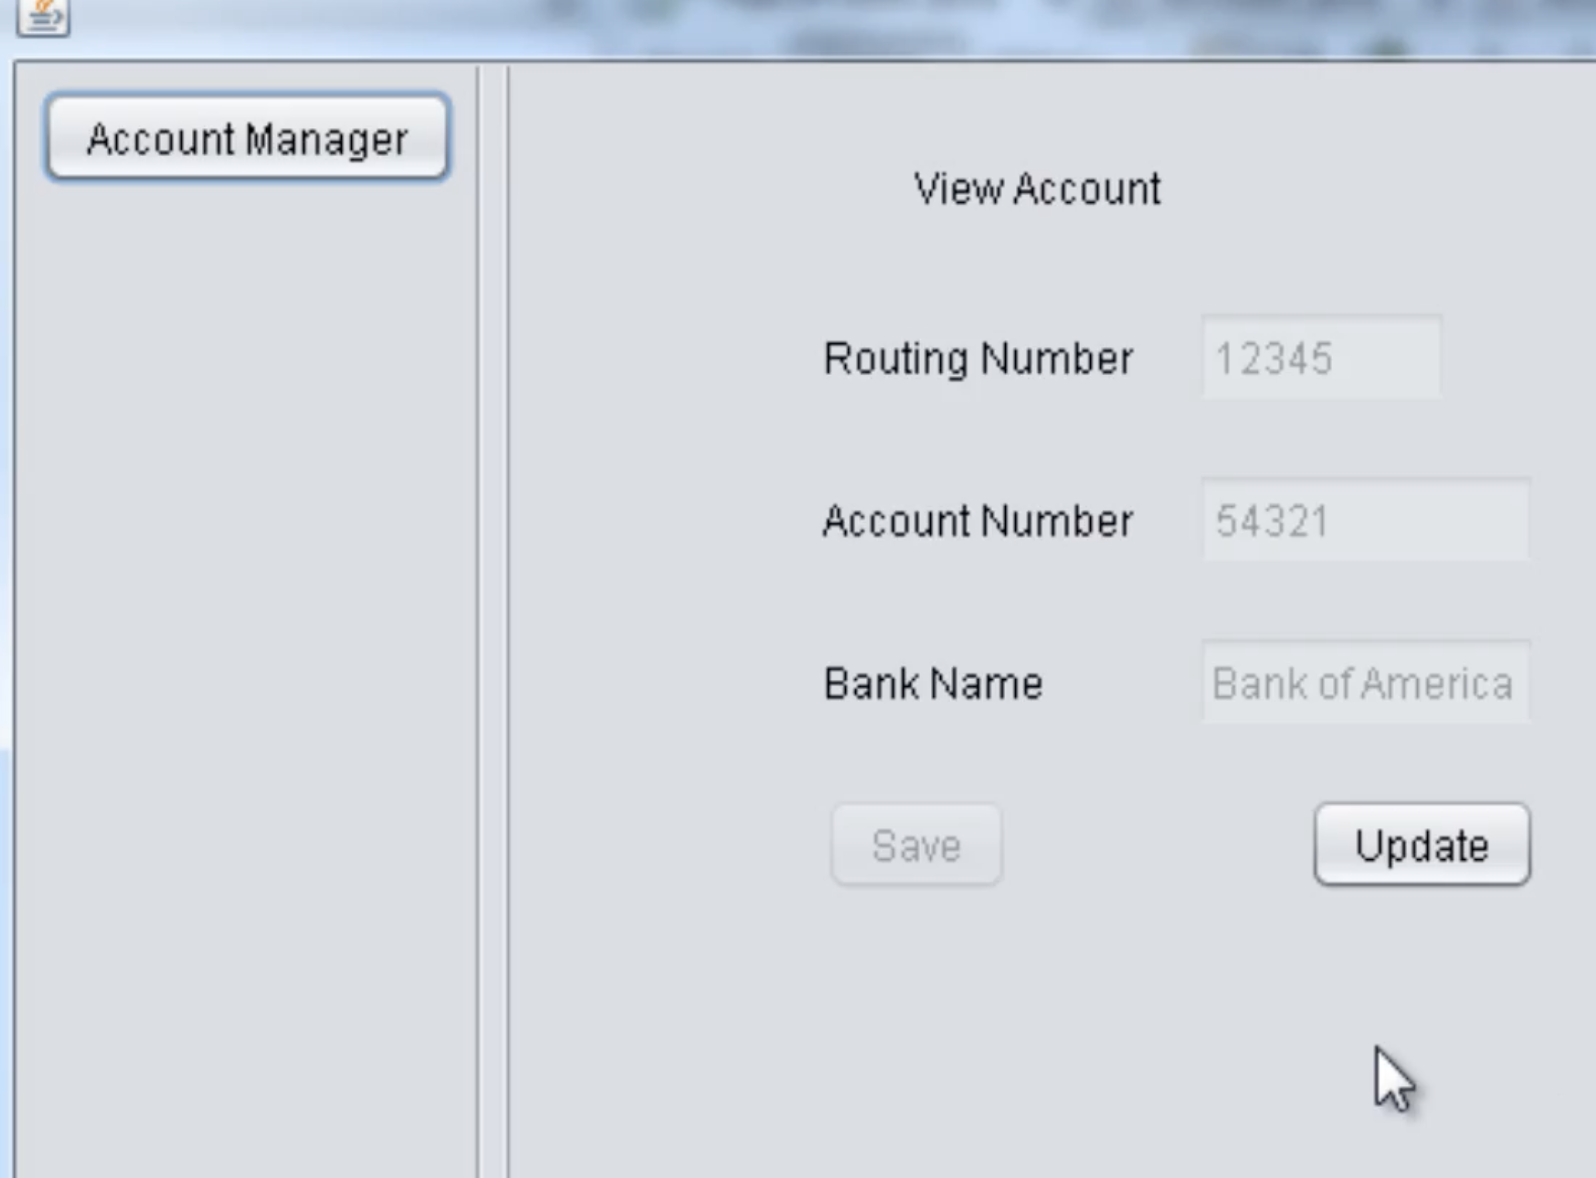 Account Manager
View Account
Routing Number 12345
Account Number 54321
Bank Name Bank of America
Save Update